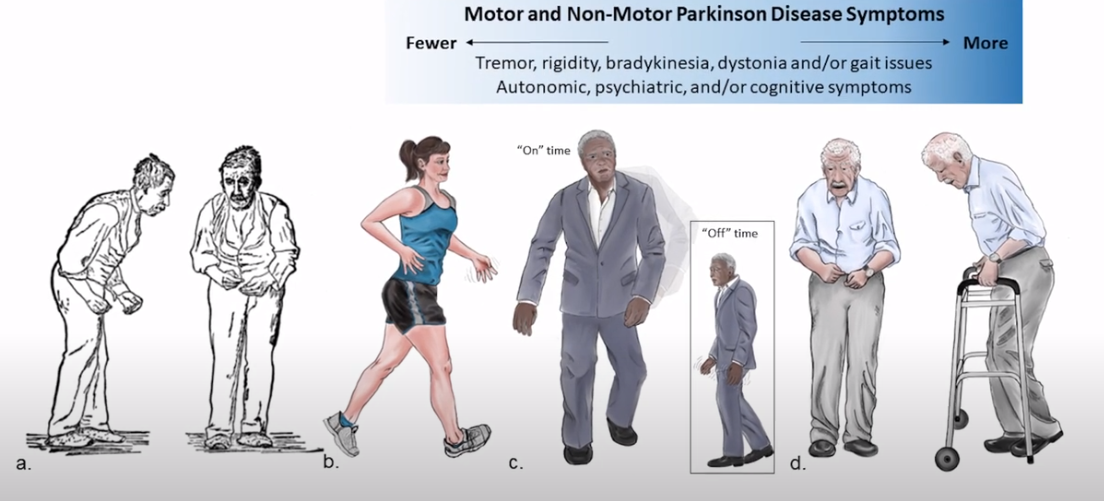 Motor and Non-Motor Parkinson Disease Symptoms
Fewer
More
Tremor, rigidity, bradykinesia, dystonia and/or gait issues
Autonomic, psychiatric, and/or cognitive symptoms
“On” time
“Off” time
a.
b.
c.
d.